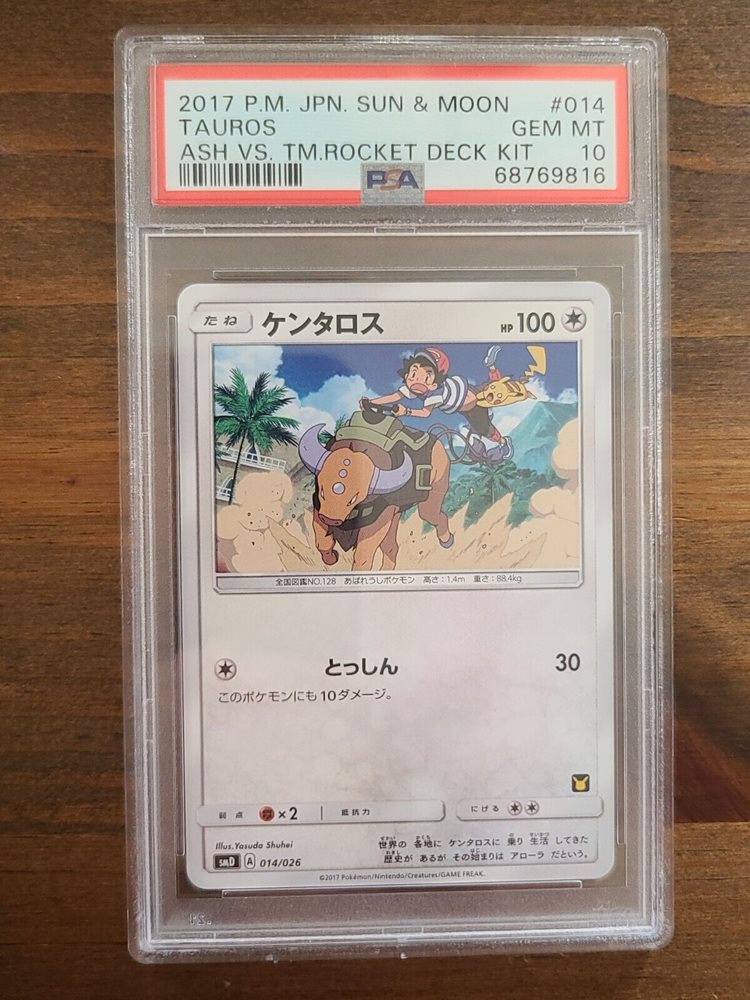 2017 P.M. JPN. SUN & MOON #014
TAUROS GEM MT
ASH VS. TM.ROCKET DECK KIT 10
PSA 68769816
たね ケンタロス HP 100
全国図鑑NO.128 あばれうしポケモン 高さ:1.4m 重さ:88.4kg
とっしん 30
このポケモンにも10ダメージ。
弱点 ×2 抵抗力 にげる
Illus.Yasuda Shuhei
世界の 各地に ケンタロスに 乗り 生活 してきた
歴史が あるが その始まりは アローラ だという。
smD A 014/026
©2017 Pokémon/Nintendo/Creatures/GAME FREAK.